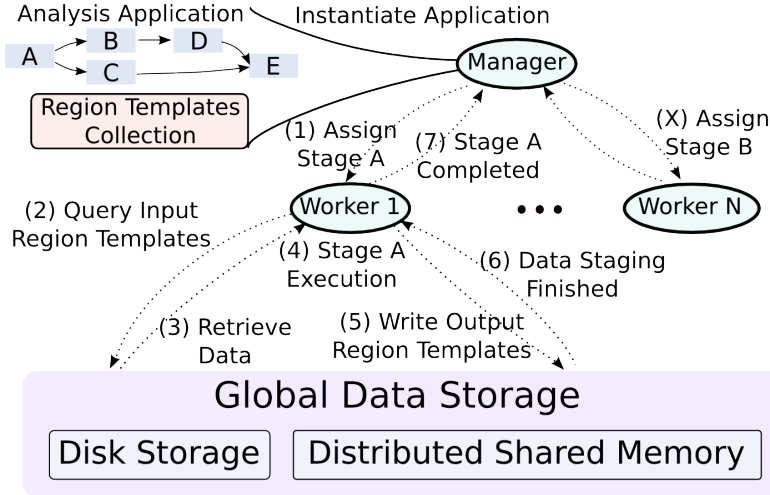 Analysis Application
Instantiate Application
A
B
D
C
E
Manager
Region Templates
Collection
(1) Assign
Stage A
(7) Stage A
Completed
(X) Assign
Stage B
Worker 1
Worker N
(2) Query Input
Region Templates
(4) Stage A
Execution
(6) Data Staging
Finished
(3) Retrieve
Data
(5) Write Output
Region Templates
Global Data Storage
Disk Storage
Distributed Shared Memory